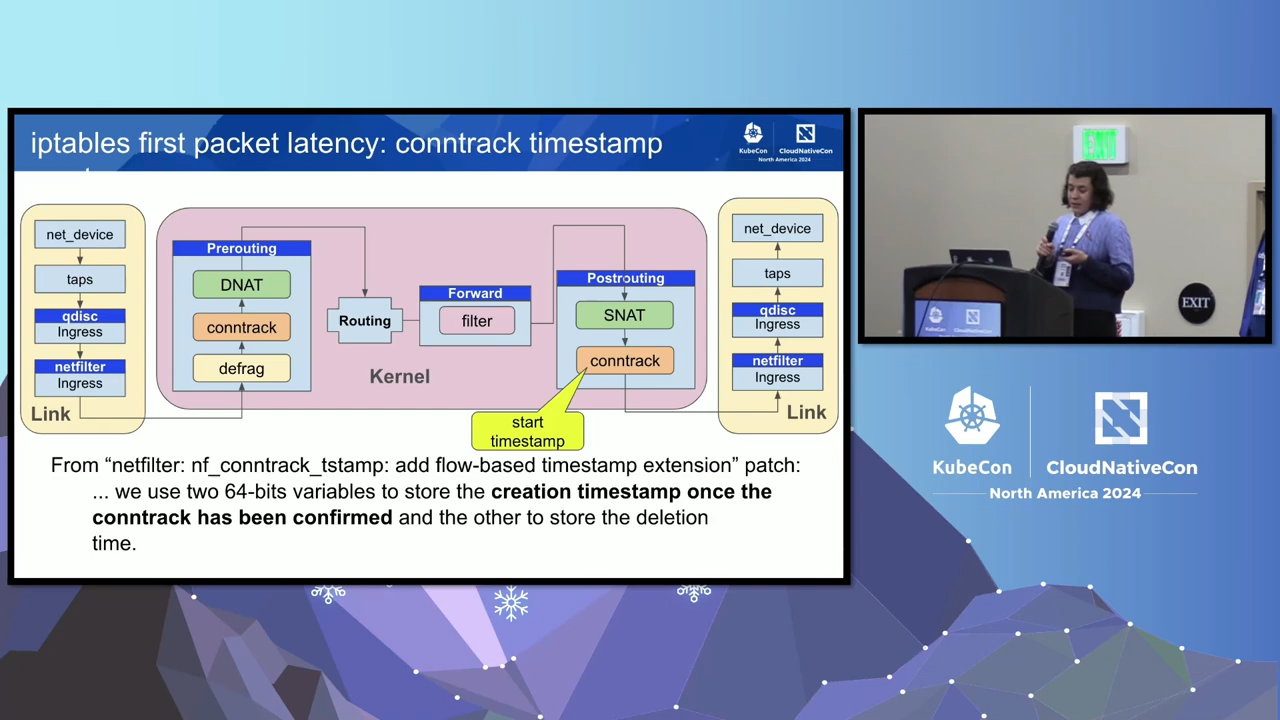 iptables first packet latency: conntrack timestamp
KubeCon
CloudNativeCon
North America 2024
net_device
taps
qdisc
Ingress
netfilter
Ingress
Link
Prerouting
DNAT
conntrack
defrag
Routing
Forward
filter
Kernel
Postrouting
SNAT
conntrack
start
timestamp
net_device
taps
qdisc
Ingress
netfilter
Ingress
Link
From “netfilter: nf_conntrack_tstamp: add flow-based timestamp extension” patch:
... we use two 64-bits variables to store the creation timestamp once the
conntrack has been confirmed and the other to store the deletion
time.
EXIT
EXIT
KubeCon
CloudNativeCon
KubeCon
CloudNativeCon
North America 2024